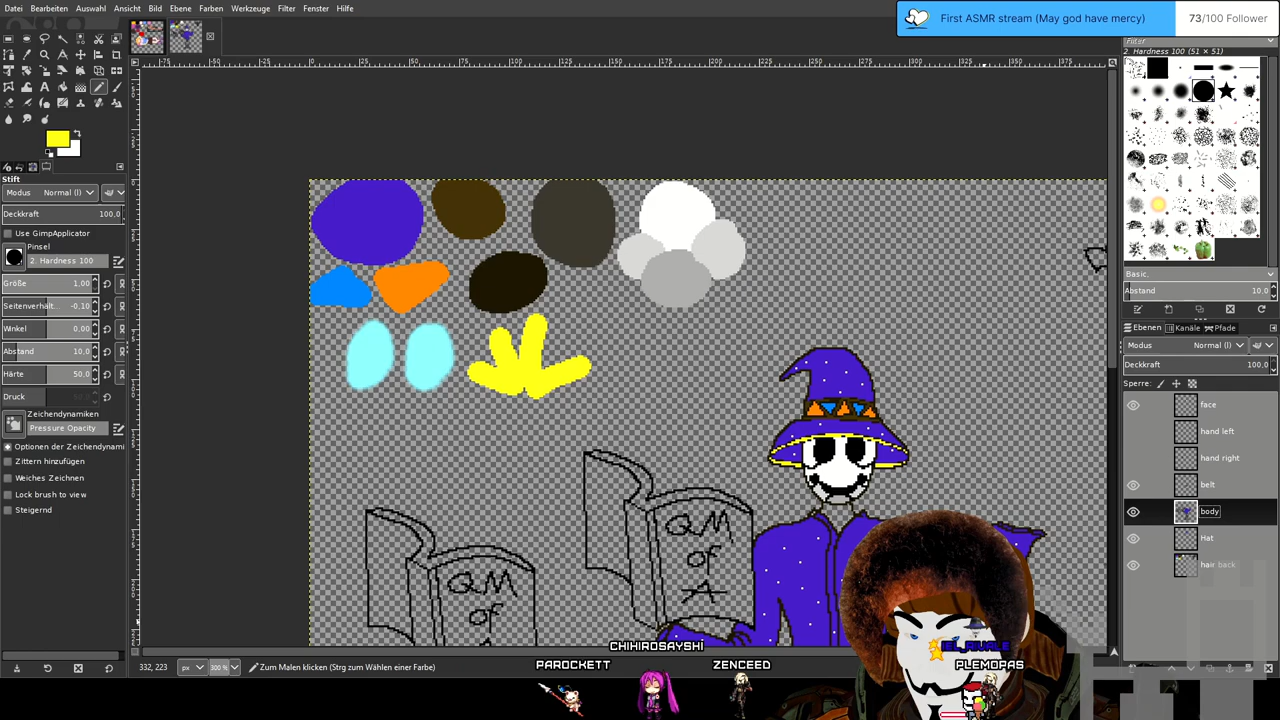 Datei Bearbeiten Auswahl Ansicht Bild Ebene Farben Werkzeuge Filter Fenster Hilfe
First ASMR stream (May god have mercy) 73/100 Follower
Filter
2. Hardness 100 (51 × 51)
Stift
Modus Normal (l)
Deckkraft 100,0
Use GimpApplicator
Pinsel
2. Hardness 100
Größe 1,00
Seitenverhält... -0,10
Winkel 0,00
Abstand 10,0
Härte 50,0
Druck
Zeichendynamiken
Pressure Opacity
Optionen der Zeichendynami
Zittern hinzufügen
Weiches Zeichnen
Lock brush to view
Steigernd
Basic,
Abstand 10,0
Ebenen Kanäle Pfade
Modus Normal (l)
Deckkraft 100,0
Sperre:
face
hand left
hand right
belt
body
Hat
hair back
QM
of
A
QM
of
332, 223 px 300 % Zum Malen klicken (Strg zum Wählen einer Farbe)
CHIHIROSAYSHI
PAROCKETT ZENCEED PLEMOPAS